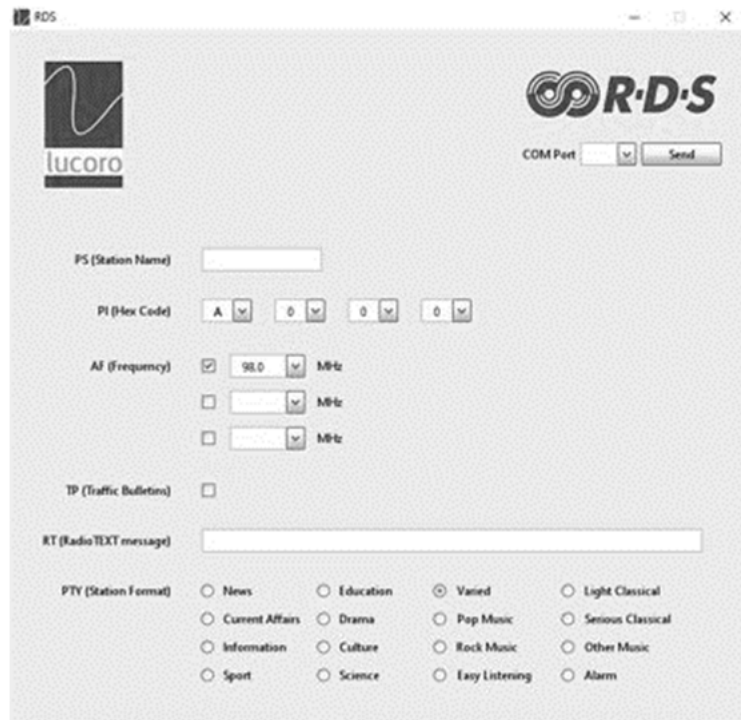 RDS
lucoro
R·D·S
COM Port Send
PS (Station Name)
PI (Hex Code) A 0 0 0
AF (Frequency) 98.0 MHz
MHz
MHz
TP (Traffic Bulletins)
RT (RadioTEXT message)
PTY (Station Format) News Education Varied Light Classical
Current Affairs Drama Pop Music Serious Classical
Information Culture Rock Music Other Music
Sport Science Easy Listening Alarm